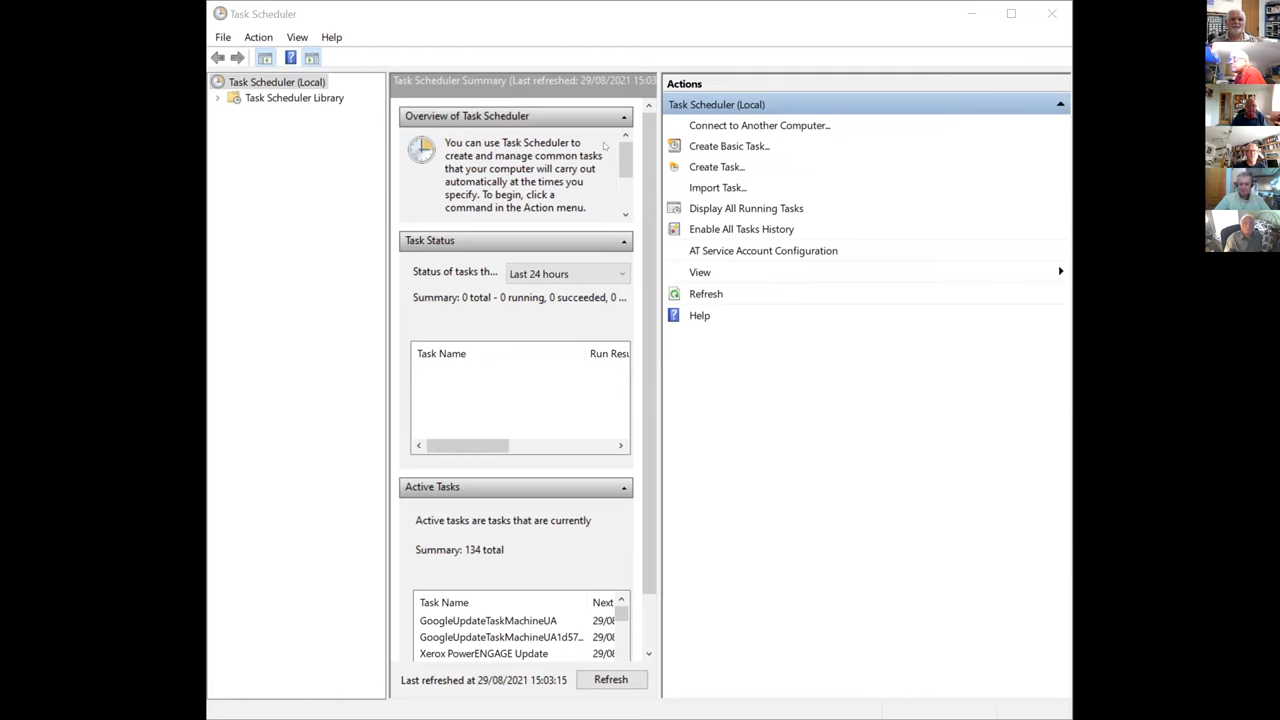 Task Scheduler
File Action View Help
Task Scheduler (Local)
Task Scheduler Library
Task Scheduler Summary (Last refreshed: 29/08/2021 15:03
Overview of Task Scheduler
You can use Task Scheduler to
create and manage common tasks
that your computer will carry out
automatically at the times you
specify. To begin, click a
command in the Action menu.
Task Status
Status of tasks th... Last 24 hours
Summary: 0 total - 0 running, 0 succeeded, 0 ...
Task Name Run Resu
Active Tasks
Active tasks are tasks that are currently
Summary: 134 total
Task Name Next
GoogleUpdateTaskMachineUA 29/08
GoogleUpdateTaskMachineUA1d57... 29/08
Xerox PowerENGAGE Update 29/08
Last refreshed at 29/08/2021 15:03:15 Refresh
Actions
Task Scheduler (Local)
Connect to Another Computer...
Create Basic Task...
Create Task...
Import Task...
Display All Running Tasks
Enable All Tasks History
AT Service Account Configuration
View
Refresh
Help